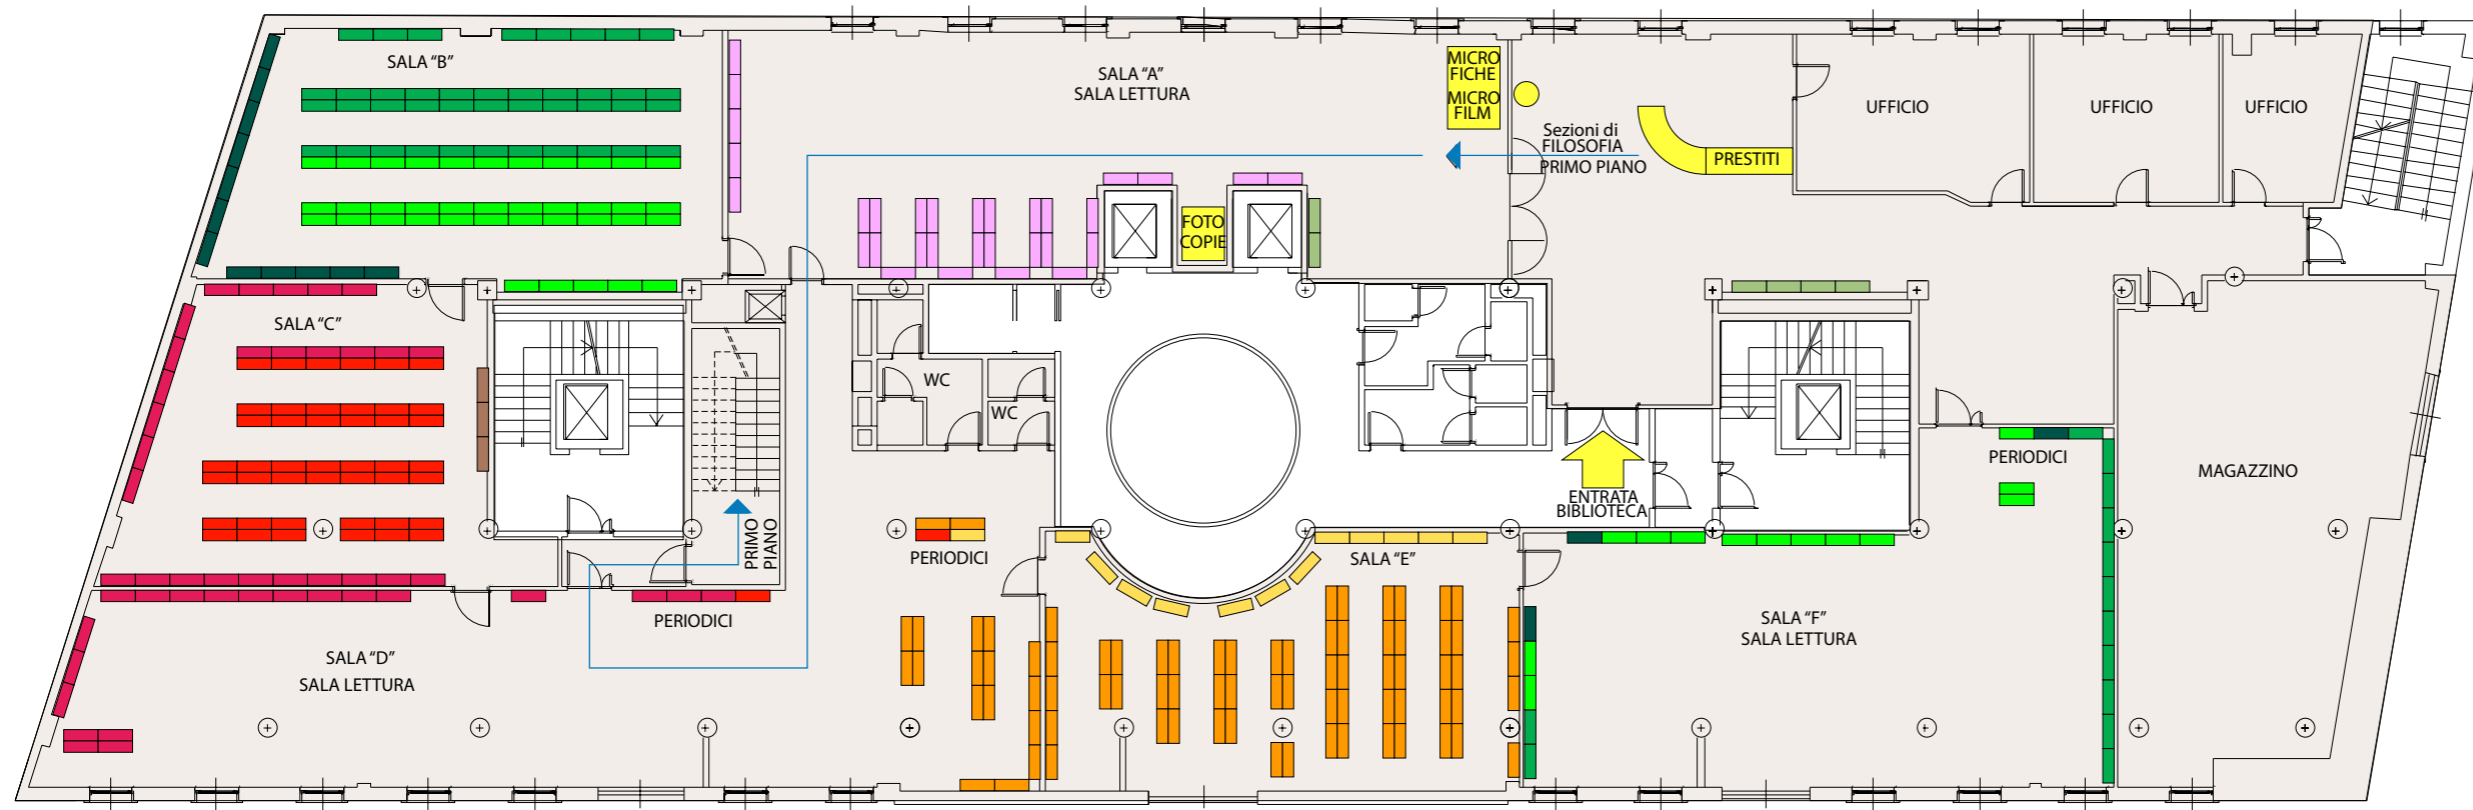 SALA "B"
SALA "A"
SALA LETTURA
MICRO
FICHE
MICRO
FILM
Sezioni di
FILOSOFIA
PRIMO PIANO
PRESTITI
UFFICIO
UFFICIO
UFFICIO
FOTO
COPIE
SALA "C"
WC
WC
PRIMO
PIANO
PERIODICI
ENTRATA
BIBLIOTECA
PERIODICI
MAGAZZINO
SALA "E"
PERIODICI
SALA "D"
SALA LETTURA
SALA "F"
SALA LETTURA